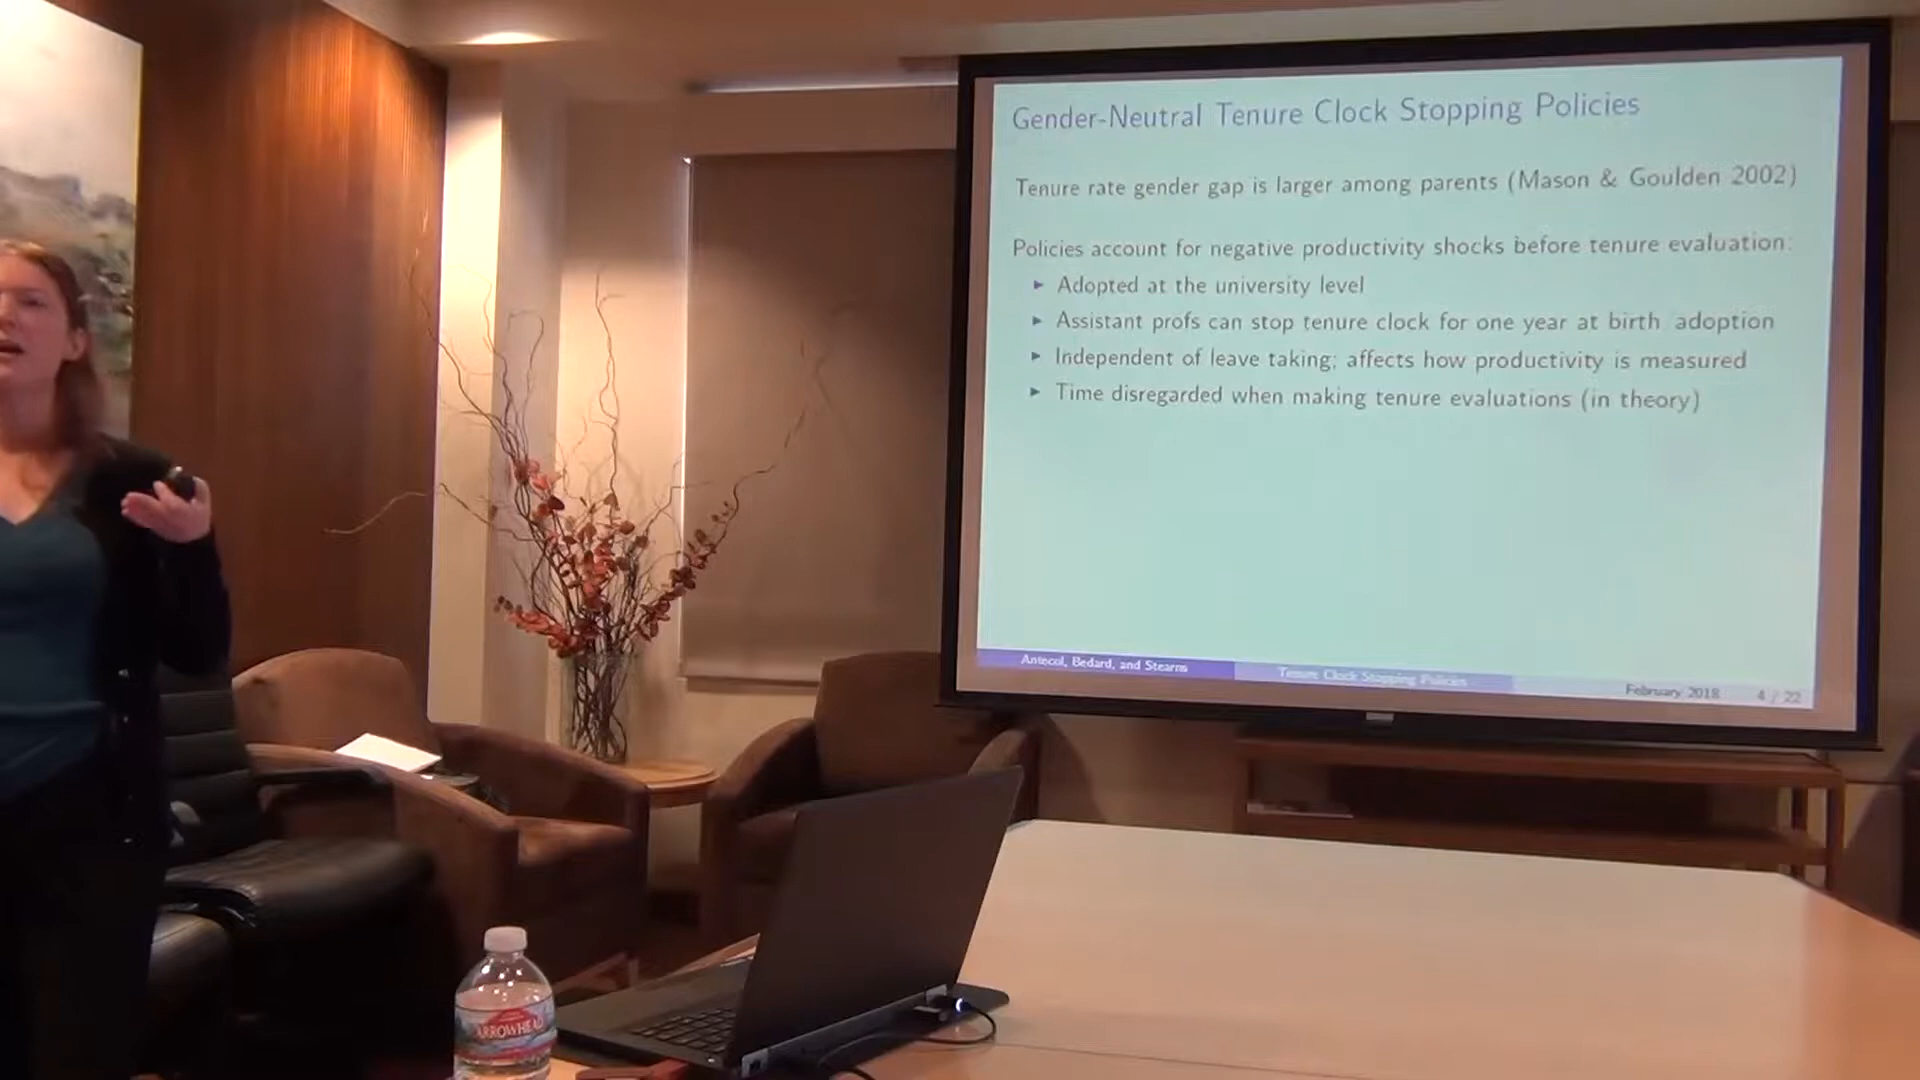 Gender-Neutral Tenure Clock Stopping Policies
Tenure rate gender gap is larger among parents (Mason & Goulden 2002)
Policies account for negative productivity shocks before tenure evaluation:
▶ Adopted at the university level
▶ Assistant profs can stop tenure clock for one year at birth adoption
▶ Independent of leave taking; affects how productivity is measured
▶ Time disregarded when making tenure evaluations (in theory)
Antecol, Bedard, and Stearns
Tenure Clock Stopping Policies
February 2018
4 / 22
ARROWHEAD